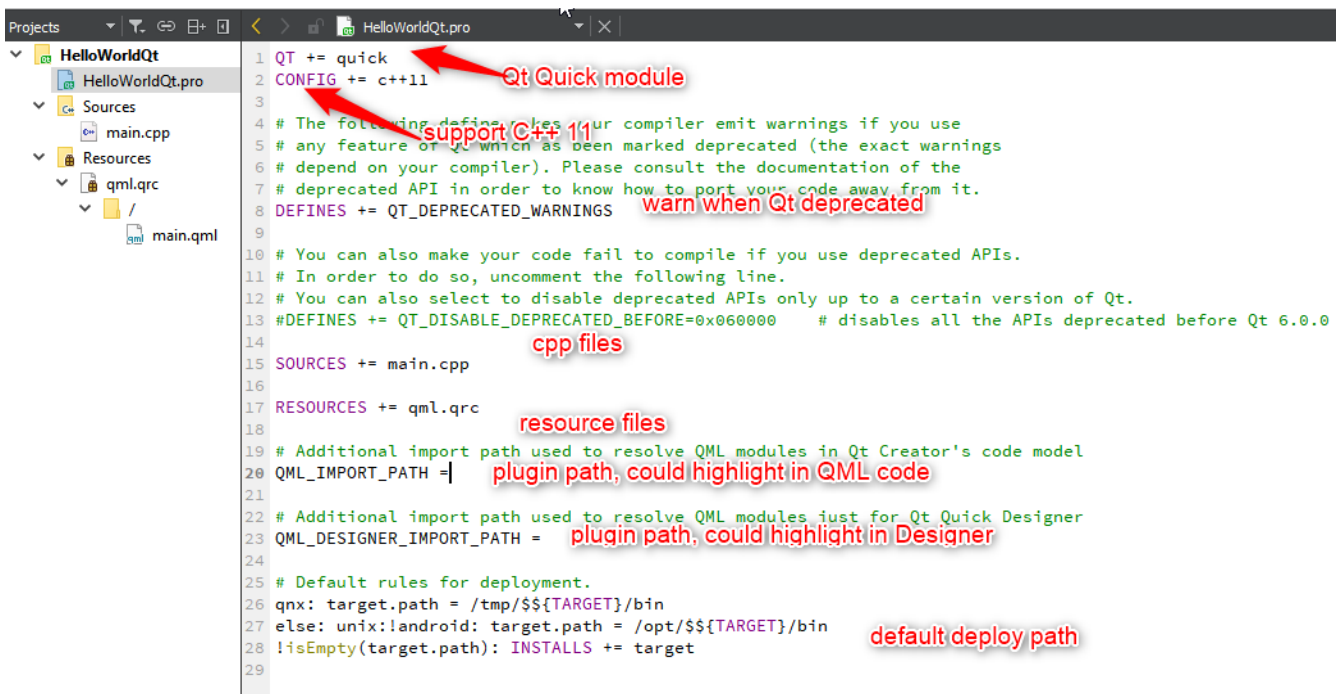 Projects
HelloWorldQt.pro
HelloWorldQt
HelloWorldQt.pro
Sources
main.cpp
Resources
qml.qrc
/
main.qml
1 QT += quick
Qt Quick module
2 CONFIG += c++11
3
support C++ 11
4 # The following define makes your compiler emit warnings if you use
5 # any feature of Qt which as been marked deprecated (the exact warnings
6 # depend on your compiler). Please consult the documentation of the
7 # deprecated API in order to know how to port your code away from it.
8 DEFINES += QT_DEPRECATED_WARNINGS
warn when Qt deprecated
9
10 # You can also make your code fail to compile if you use deprecated APIs.
11 # In order to do so, uncomment the following line.
12 # You can also select to disable deprecated APIs only up to a certain version of Qt.
13 #DEFINES += QT_DISABLE_DEPRECATED_BEFORE=0x060000    # disables all the APIs deprecated before Qt 6.0.0
14
cpp files
15 SOURCES += main.cpp
16
17 RESOURCES += qml.qrc
18
resource files
19 # Additional import path used to resolve QML modules in Qt Creator's code model
20 QML_IMPORT_PATH =
plugin path, could highlight in QML code
21
22 # Additional import path used to resolve QML modules just for Qt Quick Designer
23 QML_DESIGNER_IMPORT_PATH =
plugin path, could highlight in Designer
24
25 # Default rules for deployment.
26 qnx: target.path = /tmp/$${TARGET}/bin
27 else: unix:!android: target.path = /opt/$${TARGET}/bin
default deploy path
28 !isEmpty(target.path): INSTALLS += target
29